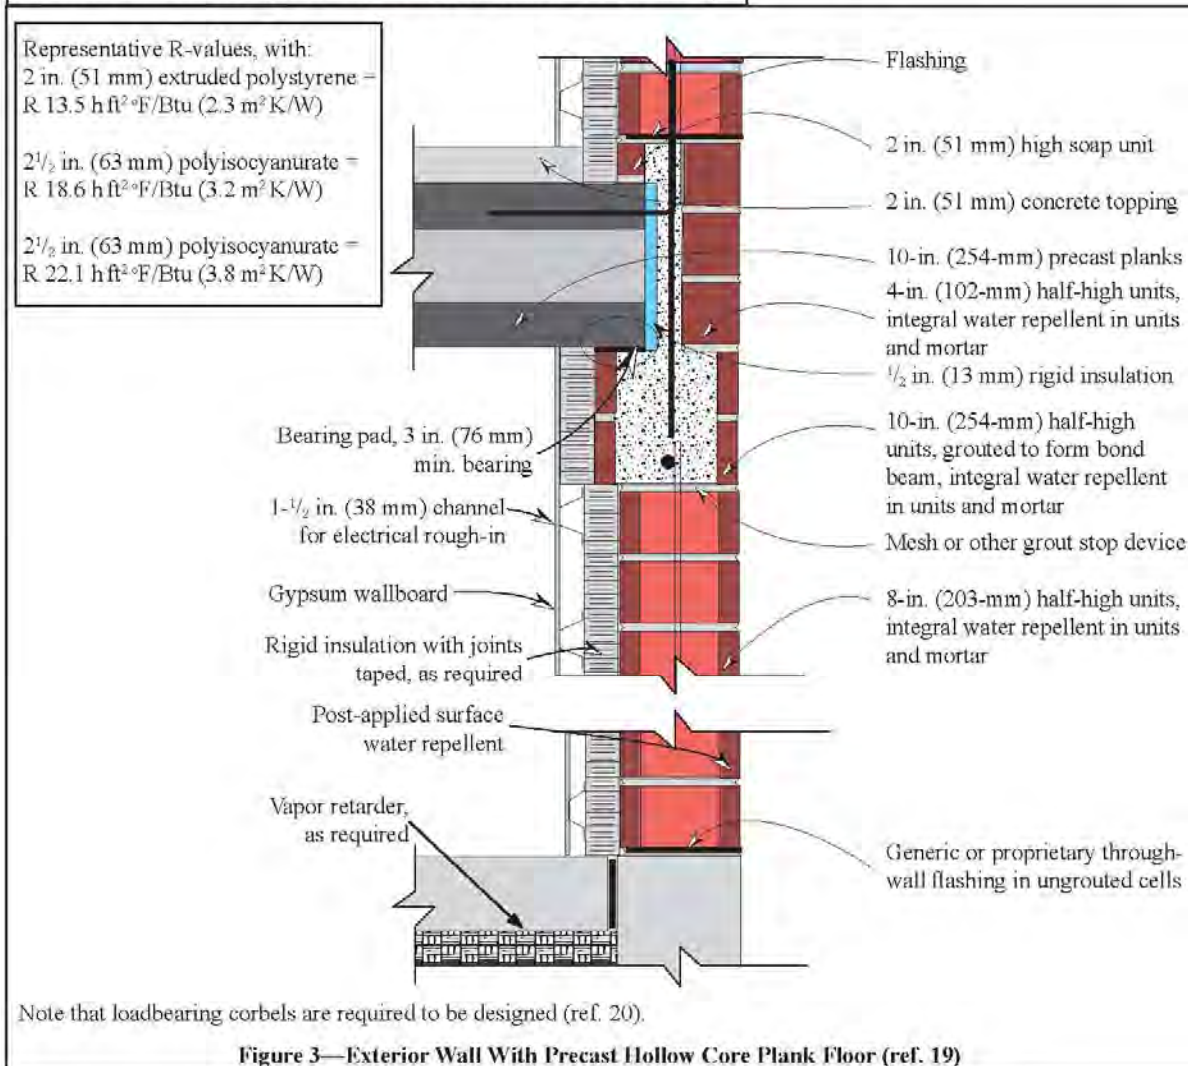 Representative R-values, with:
2 in. (51 mm) extruded polystyrene =
R 13.5 h ft² °F/Btu (2.3 m² K/W)
2 1/2 in. (63 mm) polyisocyanurate =
R 18.6 h ft² °F/Btu (3.2 m² K/W)
2 1/2 in. (63 mm) polyisocyanurate =
R 22.1 h ft² °F/Btu (3.8 m² K/W)
Flashing
2 in. (51 mm) high soap unit
2 in. (51 mm) concrete topping
10-in. (254-mm) precast planks
4-in. (102-mm) half-high units,
integral water repellent in units
and mortar
1/2 in. (13 mm) rigid insulation
10-in. (254-mm) half-high
units, grouted to form bond
beam, integral water repellent
in units and mortar
Mesh or other grout stop device
8-in. (203-mm) half-high units,
integral water repellent in units
and mortar
Generic or proprietary through-
wall flashing in ungrouted cells
Bearing pad, 3 in. (76 mm)
min. bearing
1-1/2 in. (38 mm) channel
for electrical rough-in
Gypsum wallboard
Rigid insulation with joints
taped, as required
Post-applied surface
water repellent
Vapor retarder,
as required
Note that loadbearing corbels are required to be designed (ref. 20).
Figure 3—Exterior Wall With Precast Hollow Core Plank Floor (ref. 19)